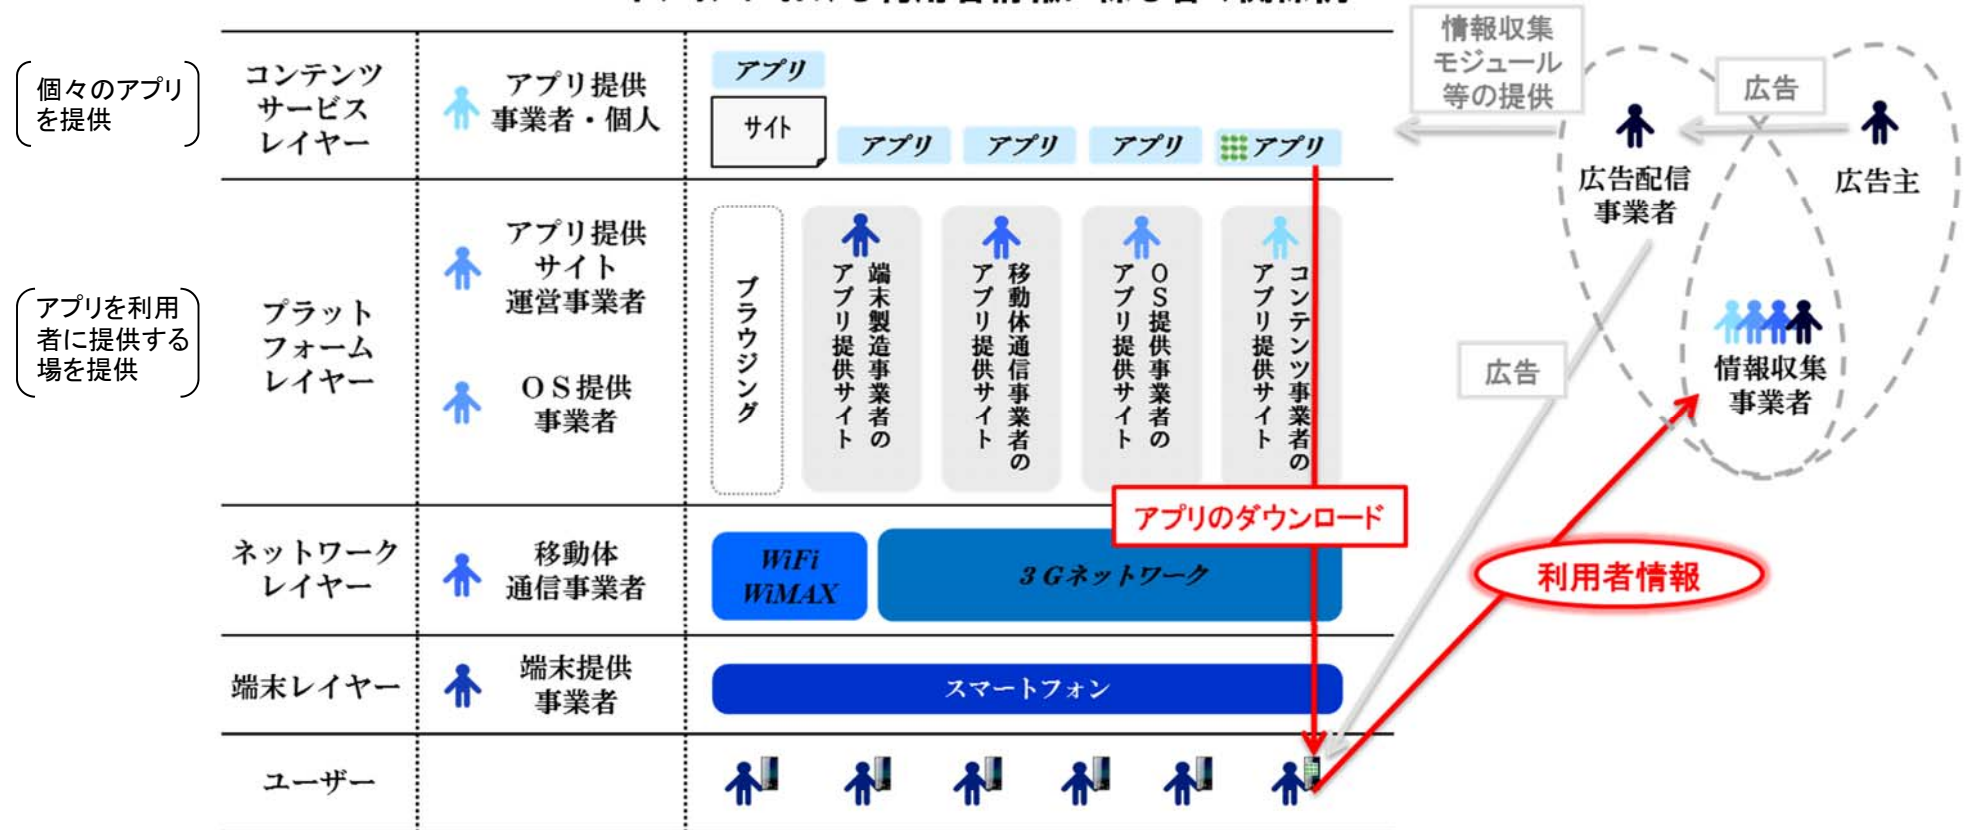 個々のアプリ
を提供
コンテンツ
サービス
レイヤー
アプリ提供
事業者・個人
アプリ
サイト
アプリ
アプリ
アプリ
アプリ
アプリを利用
者に提供する
場を提供
プラット
フォーム
レイヤー
アプリ提供
サイト
運営事業者
OS提供
事業者
ブラウジング
端末製造事業者の
アプリ提供サイト
移動体通信事業者の
アプリ提供サイト
OS提供事業者の
アプリ提供サイト
コンテンツ事業者の
アプリ提供サイト
アプリのダウンロード
ネットワーク
レイヤー
移動体
通信事業者
WiFi
WiMAX
3Gネットワーク
端末レイヤー
端末提供
事業者
スマートフォン
ユーザー
情報収集
モジュール
等の提供
広告
広告配信
事業者
広告主
情報収集
事業者
広告
利用者情報